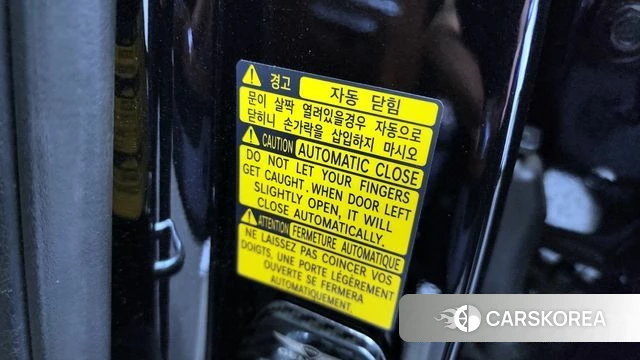 경고 자동 닫힘
문이 살짝 열려있을경우 자동으로
닫히니 손가락을 삽입하지 마시오
CAUTION AUTOMATIC CLOSE
DO NOT LET YOUR FINGERS
GET CAUGHT. WHEN DOOR LEFT
SLIGHTLY OPEN, IT WILL
CLOSE AUTOMATICALLY.
ATTENTION FERMETURE AUTOMATIQUE
NE LAISSEZ PAS COINCER VOS
DOIGTS, UNE PORTE LÉGÈREMENT
OUVERTE SE FERMERA
AUTOMATIQUEMENT.
CARSKOREA